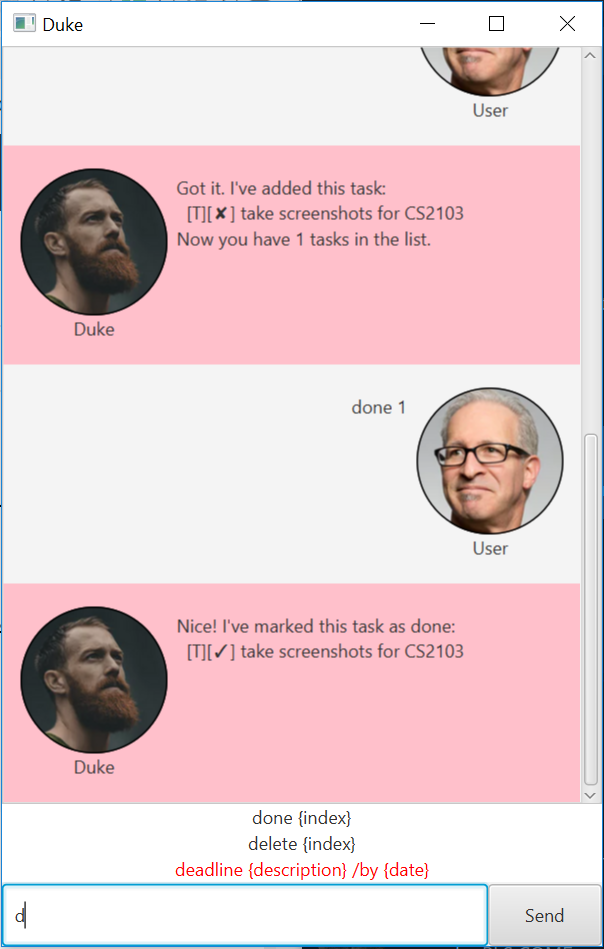 Duke
User
Got it. I've added this task:
[T][✘] take screenshots for CS2103
Now you have 1 tasks in the list.
Duke
done 1
User
Nice! I've marked this task as done:
[T][✓] take screenshots for CS2103
Duke
done {index}
delete {index}
deadline {description} /by {date}
d
Send